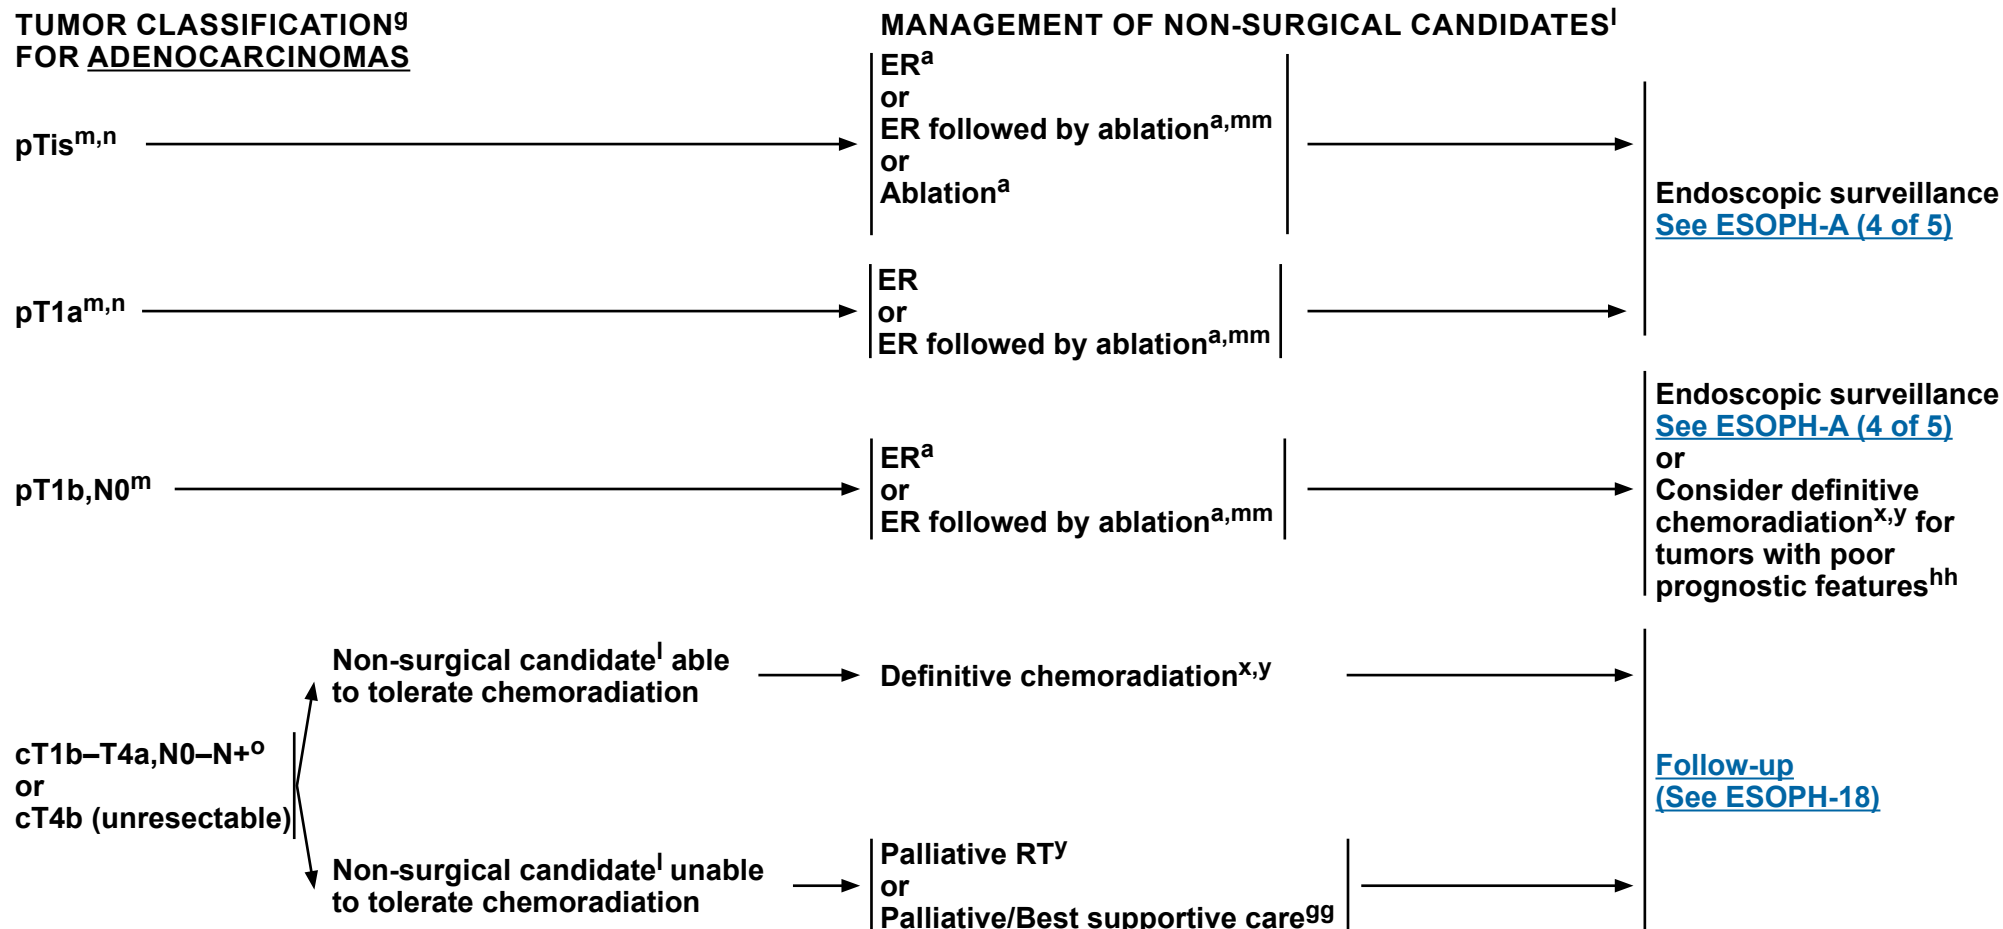 TUMOR CLASSIFICATIONg
FOR ADENOCARCINOMAS
MANAGEMENT OF NON-SURGICAL CANDIDATESl
pTism,n
ERa
or
ER followed by ablationa,mm
or
Ablationa
Endoscopic surveillance
See ESOPH-A (4 of 5)
pT1am,n
ER
or
ER followed by ablationa,mm
pT1b,N0m
ERa
or
ER followed by ablationa,mm
Endoscopic surveillance
See ESOPH-A (4 of 5)
or
Consider definitive
chemoradiationx,y for
tumors with poor
prognostic featureshh
cT1b–T4a,N0–N+o
or
cT4b (unresectable)
Non-surgical candidatel able
to tolerate chemoradiation
Definitive chemoradiationx,y
Non-surgical candidatel unable
to tolerate chemoradiation
Palliative RTy
or
Palliative/Best supportive caregg
Follow-up
(See ESOPH-18)